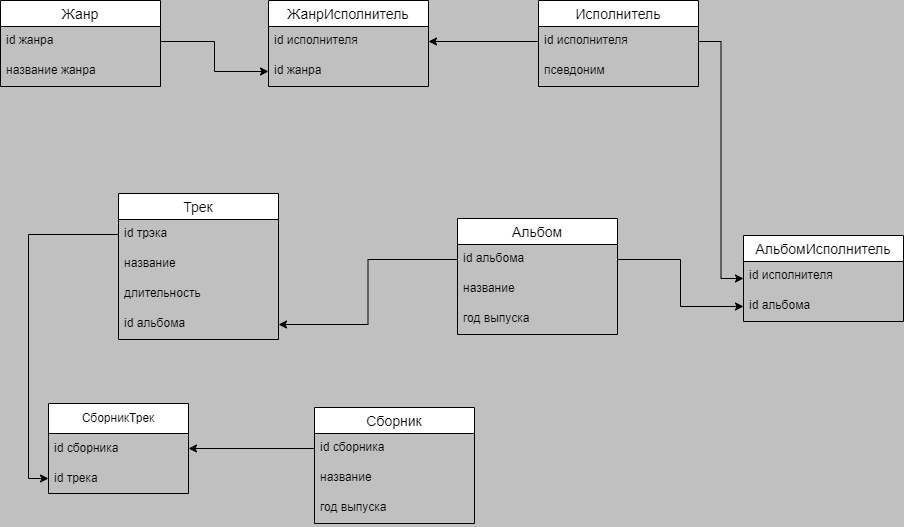 Жанр
id жанра
название жанра
ЖанрИсполнитель
id исполнителя
id жанра
Исполнитель
id исполнителя
псевдоним
Трек
id трэка
название
длительность
id альбома
Альбом
id альбома
название
год выпуска
АльбомИсполнитель
id исполнителя
id альбома
СборникТрек
id сборника
id трека
Сборник
id сборника
название
год выпуска